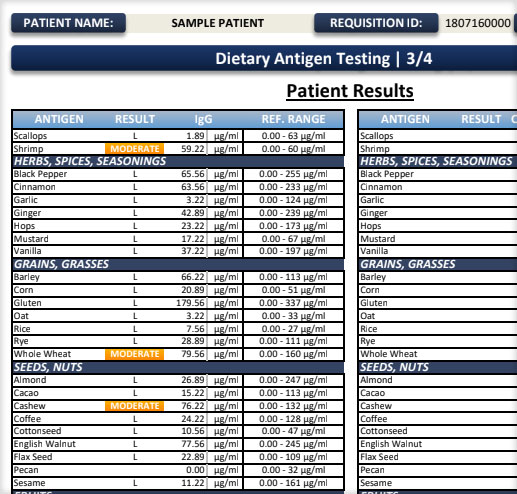 PATIENT NAME: SAMPLE PATIENT REQUISITION ID: 1807160000
Dietary Antigen Testing | 3/4
Patient Results
ANTIGEN RESULT IgG REF. RANGE
Scallops L 1.89 µg/ml 0.00 - 63 µg/ml
Shrimp MODERATE 59.22 µg/ml 0.00 - 60 µg/ml
HERBS, SPICES, SEASONINGS
Black Pepper L 65.56 µg/ml 0.00 - 255 µg/ml
Cinnamon L 63.56 µg/ml 0.00 - 233 µg/ml
Garlic L 3.22 µg/ml 0.00 - 124 µg/ml
Ginger L 42.89 µg/ml 0.00 - 239 µg/ml
Hops L 23.22 µg/ml 0.00 - 173 µg/ml
Mustard L 17.22 µg/ml 0.00 - 67 µg/ml
Vanilla L 37.22 µg/ml 0.00 - 197 µg/ml
GRAINS, GRASSES
Barley L 66.22 µg/ml 0.00 - 113 µg/ml
Corn L 20.89 µg/ml 0.00 - 51 µg/ml
Gluten L 179.56 µg/ml 0.00 - 337 µg/ml
Oat L 3.22 µg/ml 0.00 - 33 µg/ml
Rice L 7.56 µg/ml 0.00 - 27 µg/ml
Rye L 28.89 µg/ml 0.00 - 111 µg/ml
Whole Wheat MODERATE 79.56 µg/ml 0.00 - 160 µg/ml
SEEDS, NUTS
Almond L 26.89 µg/ml 0.00 - 247 µg/ml
Cacao L 15.22 µg/ml 0.00 - 113 µg/ml
Cashew MODERATE 76.22 µg/ml 0.00 - 132 µg/ml
Coffee L 24.22 µg/ml 0.00 - 128 µg/ml
Cottonseed L 10.56 µg/ml 0.00 - 47 µg/ml
English Walnut L 77.56 µg/ml 0.00 - 245 µg/ml
Flax Seed L 22.89 µg/ml 0.00 - 109 µg/ml
Pecan 0.00 µg/ml 0.00 - 32 µg/ml
Sesame L 11.22 µg/ml 0.00 - 161 µg/ml
ANTIGEN RESULT
Scallops
Shrimp
HERBS, SPICES, SEASONINGS
Black Pepper
Cinnamon
Garlic
Ginger
Hops
Mustard
Vanilla
GRAINS, GRASSES
Barley
Corn
Gluten
Oat
Rice
Rye
Whole Wheat
SEEDS, NUTS
Almond
Cacao
Cashew
Coffee
Cottonseed
English Walnut
Flax Seed
Pecan
Sesame